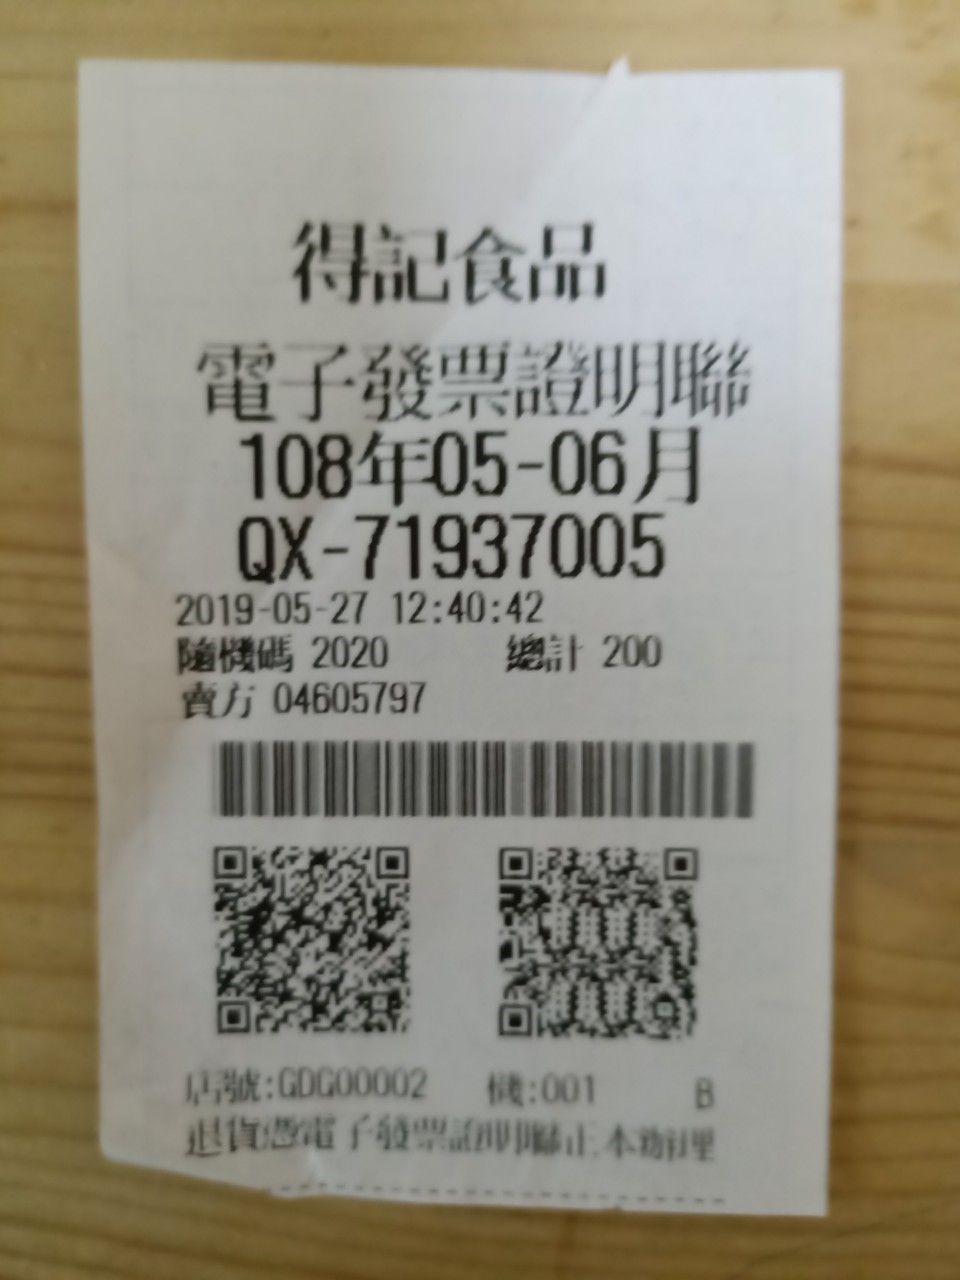 得記食品
電子發票證明聯
108年05-06月
QX-71937005
2019-05-27 12:40:42
隨機碼 2020 總計 200
賣方 04605797
店號:GDG00002 機:001 B
退貨憑電子發票證明聯正本辦理